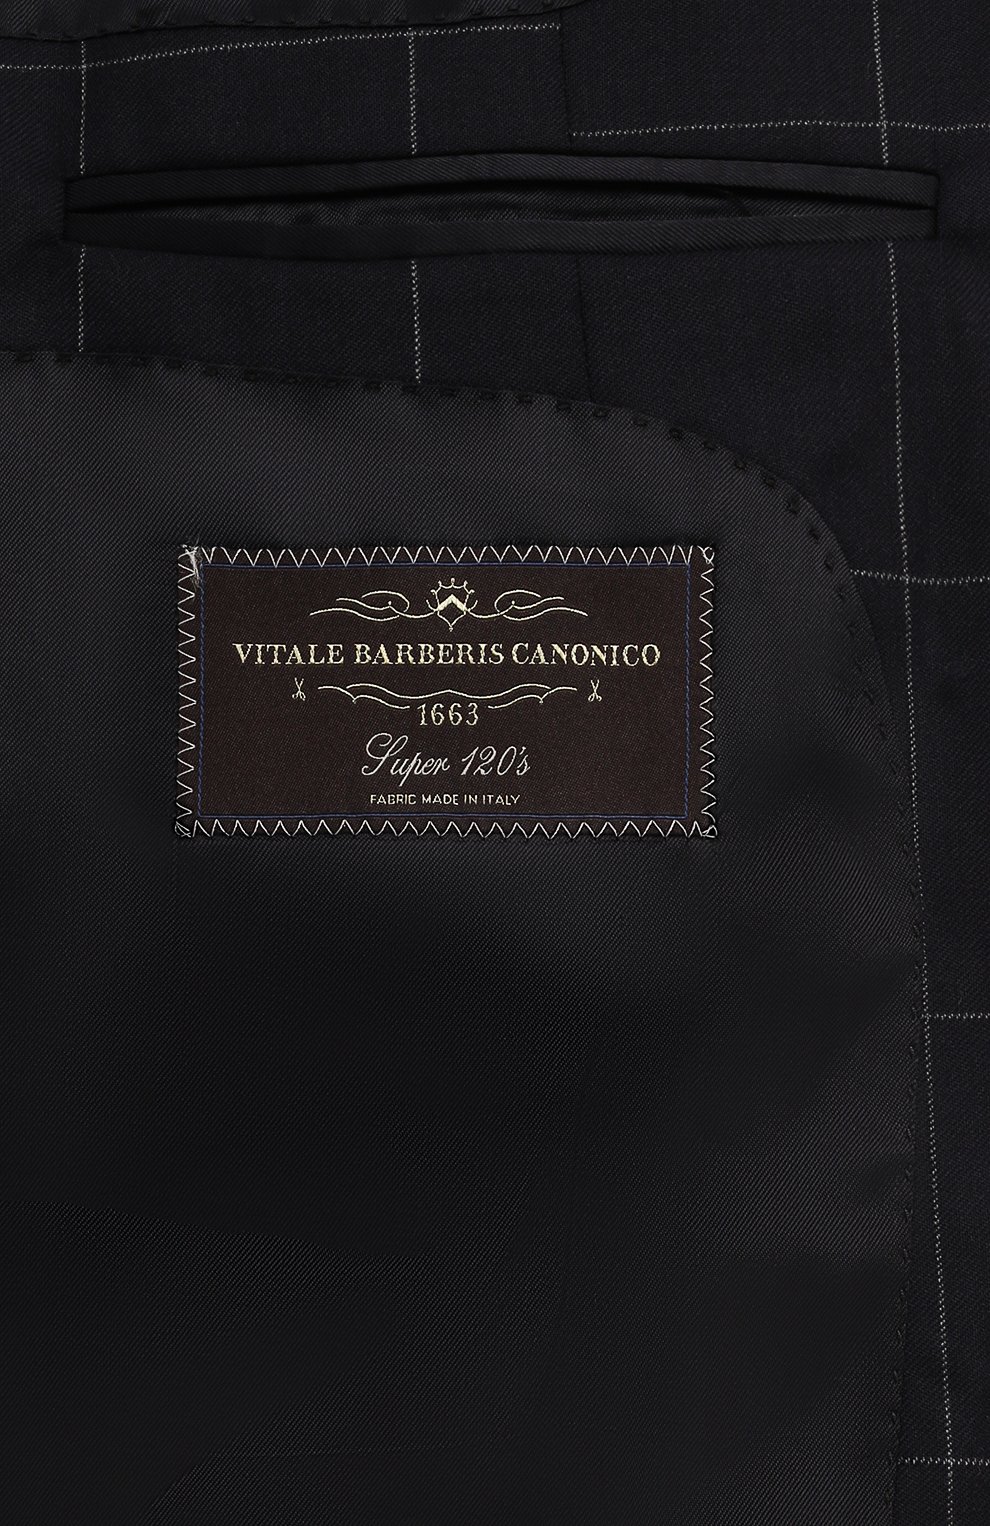 VITALE BARBERIS CANONICO
1663
Super 120's
FABRIC MADE IN ITALY